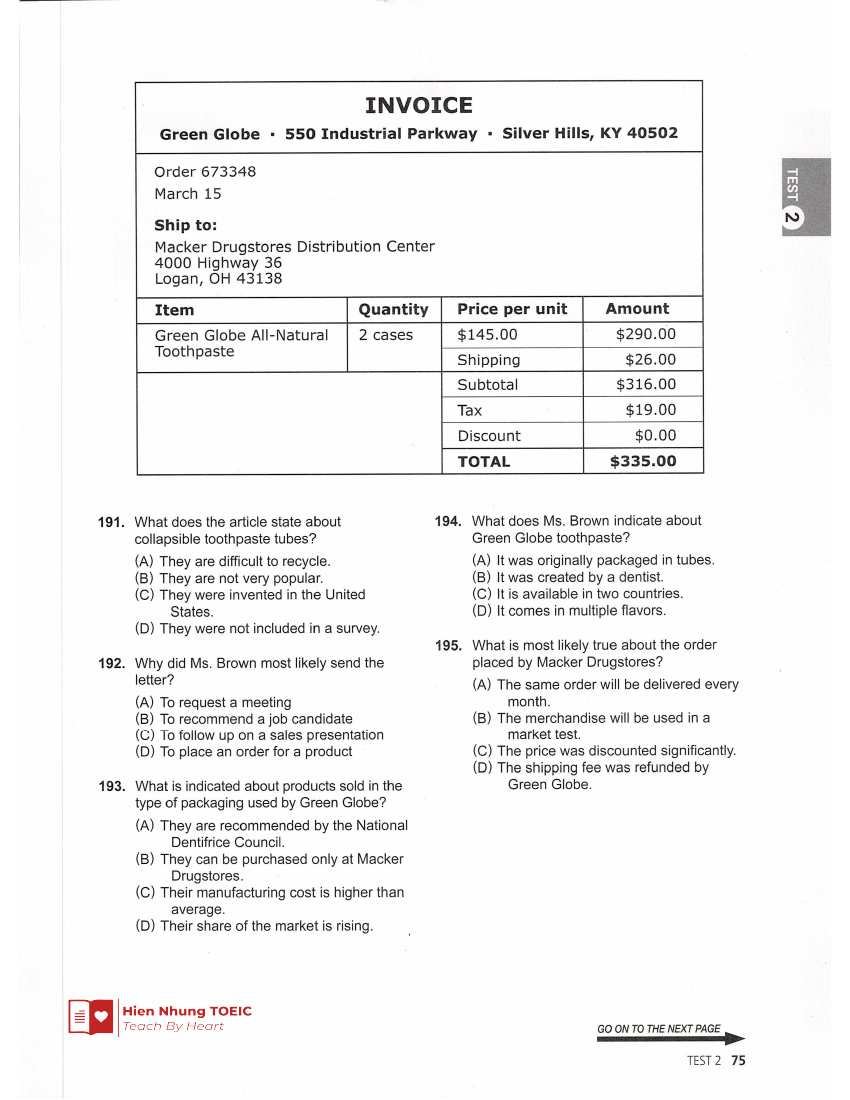 INVOICE
Green Globe • 550 Industrial Parkway • Silver Hills, KY 40502
Order 673348
March 15
Ship to:
Macker Drugstores Distribution Center
4000 Highway 36
Logan, OH 43138
Item Quantity Price per unit Amount
Green Globe All-Natural 2 cases $145.00 $290.00
Toothpaste
Shipping $26.00
Subtotal $316.00
Tax $19.00
Discount $0.00
TOTAL $335.00
TEST 2
191. What does the article state about
collapsible toothpaste tubes?
(A) They are difficult to recycle.
(B) They are not very popular.
(C) They were invented in the United
States.
(D) They were not included in a survey.
192. Why did Ms. Brown most likely send the
letter?
(A) To request a meeting
(B) To recommend a job candidate
(C) To follow up on a sales presentation
(D) To place an order for a product
193. What is indicated about products sold in the
type of packaging used by Green Globe?
(A) They are recommended by the National
Dentifrice Council.
(B) They can be purchased only at Macker
Drugstores.
(C) Their manufacturing cost is higher than
average.
(D) Their share of the market is rising.
194. What does Ms. Brown indicate about
Green Globe toothpaste?
(A) It was originally packaged in tubes.
(B) It was created by a dentist.
(C) It is available in two countries.
(D) It comes in multiple flavors.
195. What is most likely true about the order
placed by Macker Drugstores?
(A) The same order will be delivered every
month.
(B) The merchandise will be used in a
market test.
(C) The price was discounted significantly.
(D) The shipping fee was refunded by
Green Globe.
Hien Nhung TOEIC
Teach By Heart
GO ON TO THE NEXT PAGE
TEST 2 75